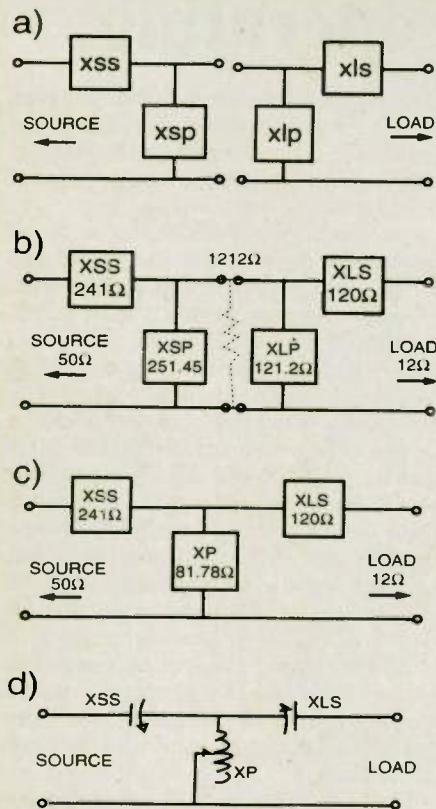 a)
xss
xls
xsp
xlp
SOURCE
LOAD
b)
1212Ω
XSS
241Ω
XLS
120Ω
XSP
251.45
XLP
121.2Ω
SOURCE
50Ω
LOAD
12Ω
c)
XSS
241Ω
XLS
120Ω
XP
81.78Ω
SOURCE
50Ω
LOAD
12Ω
d)
XSS
XLS
SOURCE
XP
LOAD